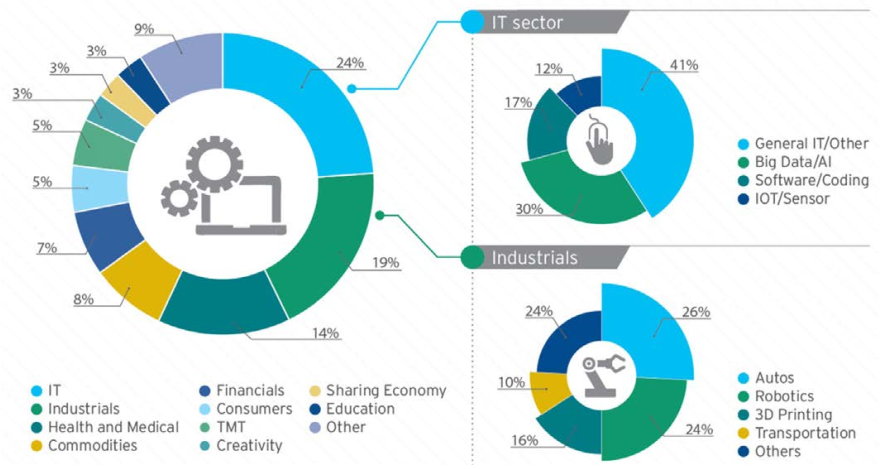 9%
3%
3%
3%
5%
5%
7%
8%
14%
19%
24%
IT
Industrials
Health and Medical
Commodities
Financials
Consumers
TMT
Creativity
Sharing Economy
Education
Other
IT sector
12%
41%
17%
30%
General IT/Other
Big Data/AI
Software/Coding
IOT/Sensor
Industrials
24%
26%
10%
16%
24%
Autos
Robotics
3D Printing
Transportation
Others